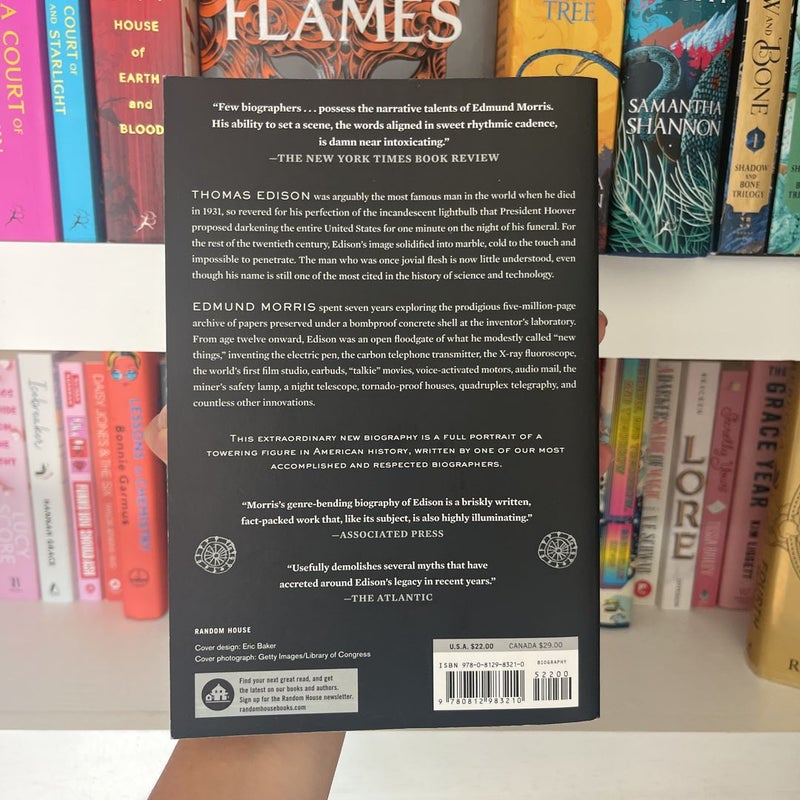 A COURT OF
COURT OF
AND STARLIGHT
HOUSE
of
EARTH
and
BLOOD
FLAMES
TREE
SAMANTHA
SHANNON
AND BONE
1
SHADOW
AND
BONE
TRILOGY
“Few biographers . . . possess the narrative talents of Edmund Morris.
His ability to set a scene, the words aligned in sweet rhythmic cadence,
is damn near intoxicating.”
—THE NEW YORK TIMES BOOK REVIEW
THOMAS EDISON was arguably the most famous man in the world when he died
in 1931, so revered for his perfection of the incandescent lightbulb that President Hoover
proposed darkening the entire United States for one minute on the night of his funeral. For
the rest of the twentieth century, Edison’s image solidified into marble, cold to the touch and
impossible to penetrate. The man who was once jovial flesh is now little understood, even
though his name is still one of the most cited in the history of science and technology.
EDMUND MORRIS spent seven years exploring the prodigious five-million-page
archive of papers preserved under a bombproof concrete shell at the inventor’s laboratory.
From age twelve onward, Edison was an open floodgate of what he modestly called “new
things,” inventing the electric pen, the carbon telephone transmitter, the X-ray fluoroscope,
the world’s first film studio, earbuds, “talkie” movies, voice-activated motors, audio mail, the
miner’s safety lamp, a night telescope, tornado-proof houses, quadruplex telegraphy, and
countless other innovations.
THIS EXTRAORDINARY NEW BIOGRAPHY IS A FULL PORTRAIT OF A
TOWERING FIGURE IN AMERICAN HISTORY, WRITTEN BY ONE OF OUR MOST
ACCOMPLISHED AND RESPECTED BIOGRAPHERS.
“Morris’s genre-bending biography of Edison is a briskly written,
fact-packed work that, like its subject, is also highly illuminating.”
—ASSOCIATED PRESS
“Usefully demolishes several myths that have
accreted around Edison’s legacy in recent years.”
—THE ATLANTIC
RANDOM HOUSE
Cover design: Eric Baker
Cover photograph: Getty Images/Library of Congress
Find your next great read, and get
the latest on our books and authors.
Sign up for the Random House newsletter.
randomhousebooks.com
U.S.A. $22.00 CANADA $29.00
ISBN 978-0-8129-8321-0 BIOGRAPHY
52200
9 780812 983210
SCORE
Icebreaker
HANNAH GRACE
DAISY JONES & THE SIX
Bonnie Garmus
LESSONS in CHEMISTRY
LORE
BRACKEN
THE GRACE YEAR
KIM LIGGETT